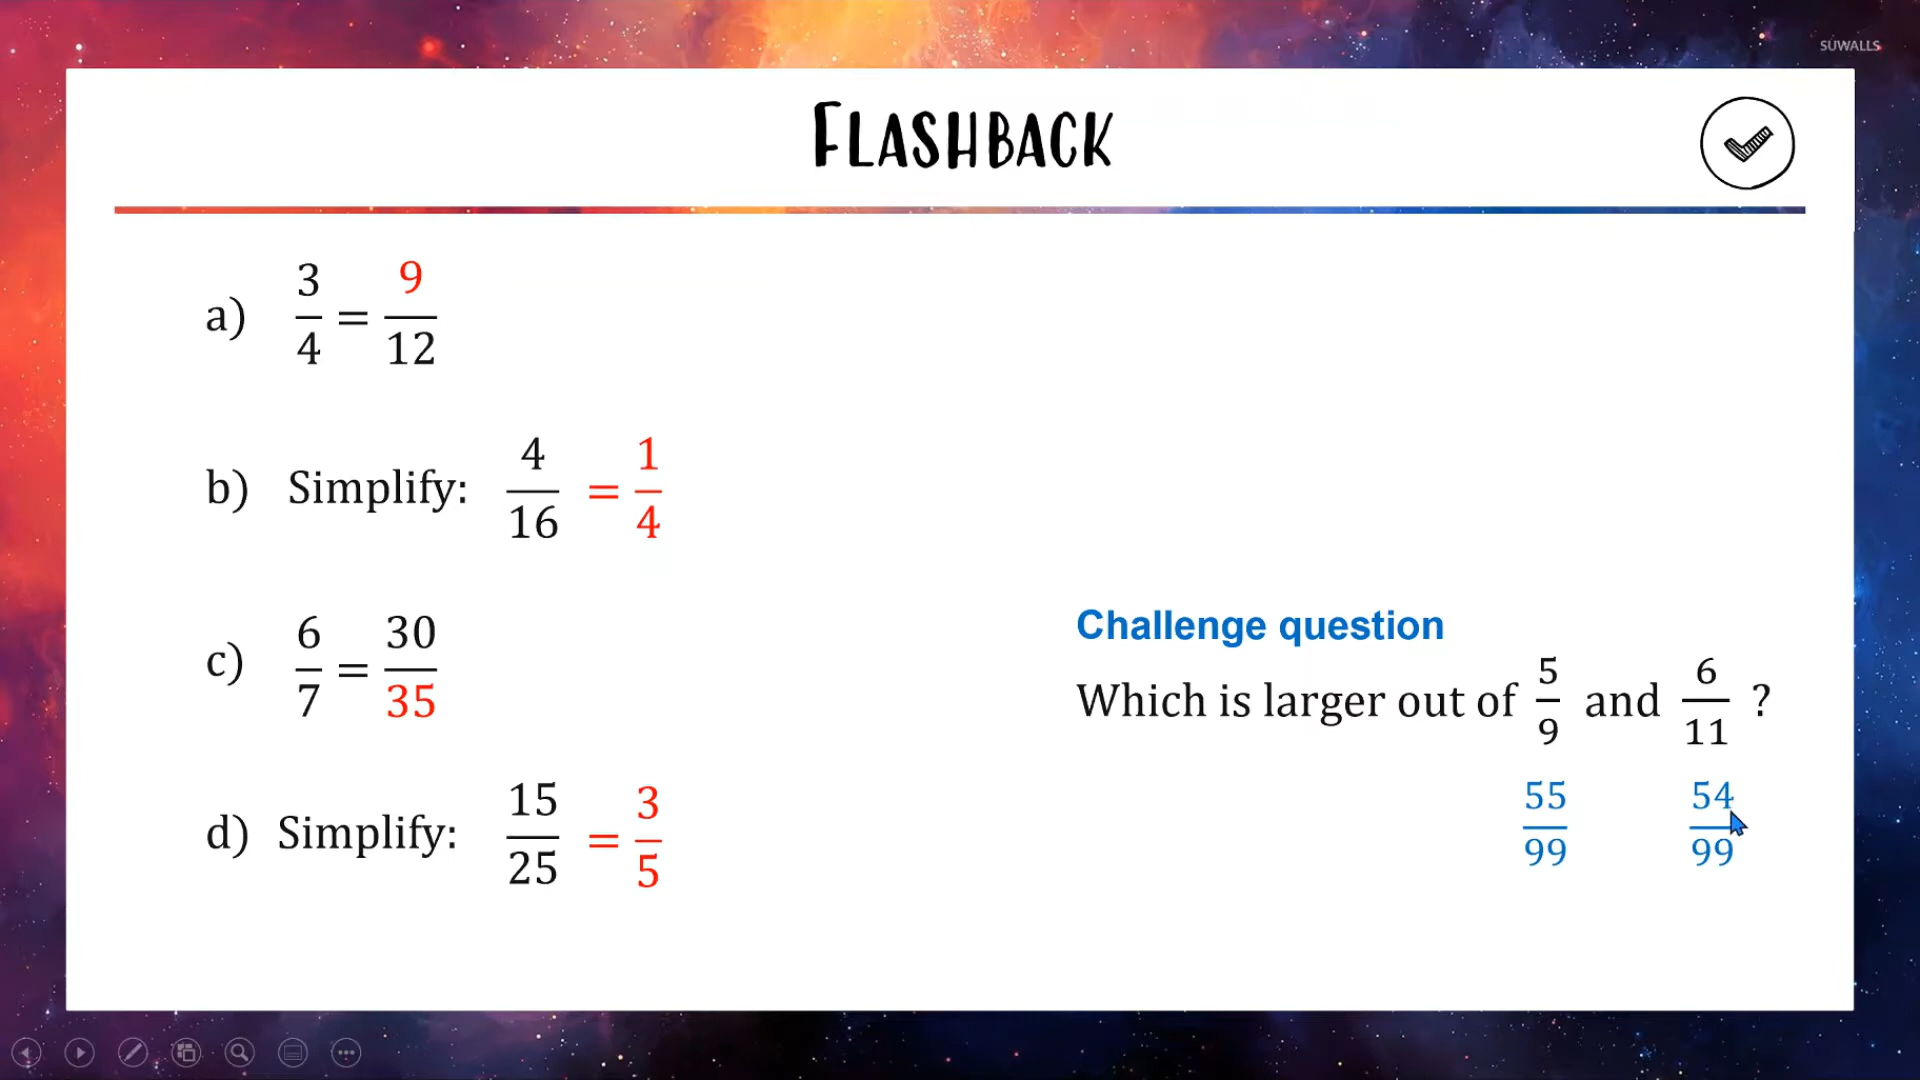 SUWALLS
FLASHBACK
a) 3/4 = 9/12
b) Simplify: 4/16 = 1/4
c) 6/7 = 30/35
d) Simplify: 15/25 = 3/5
Challenge question
Which is larger out of 5/9 and 6/11 ?
55/99 54/99